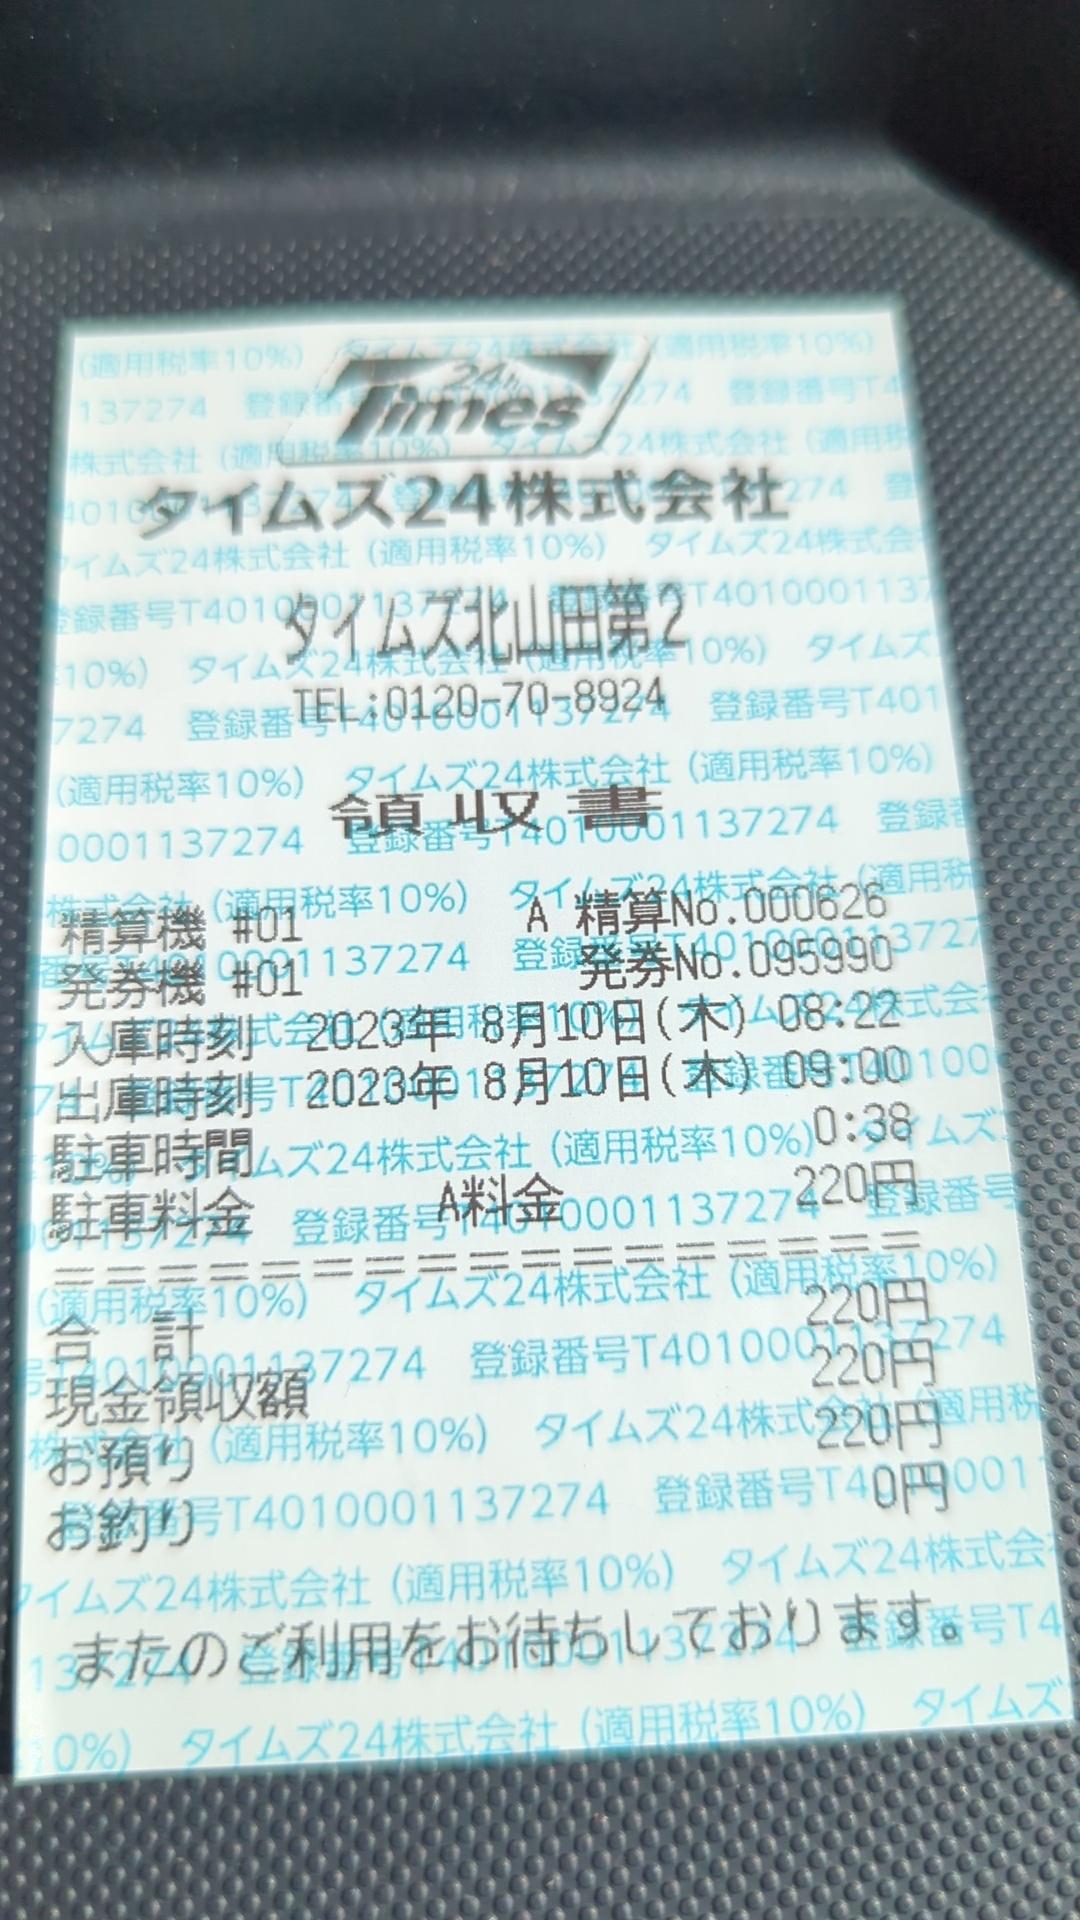 24h
Times
タイムズ24株式会社
タイムズ北山田第2
TEL:0120-70-8924
領収書
精算機 #01 A 精算No.000626
発券機 #01 発券No.095990
入庫時刻 2023年 8月10日(木) 08:22
出庫時刻 2023年 8月10日(木) 09:00
駐車時間 0:38
駐車料金 A料金 220円
==================
合 計 220円
現金領収額 220円
お預り 220円
お釣り 0円
またのご利用をお待ちしております。
タイムズ24株式会社 (適用税率10%)
登録番号T4010001137274